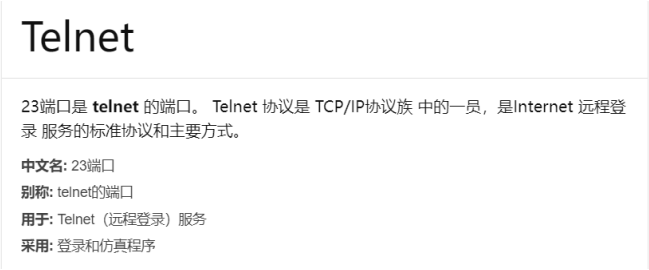 Telnet
23端口是 telnet 的端口。 Telnet 协议是 TCP/IP协议族 中的一员，是Internet 远程登
录 服务的标准协议和主要方式。
中文名: 23端口
别称: telnet的端口
用于: Telnet（远程登录）服务
采用: 登录和仿真程序